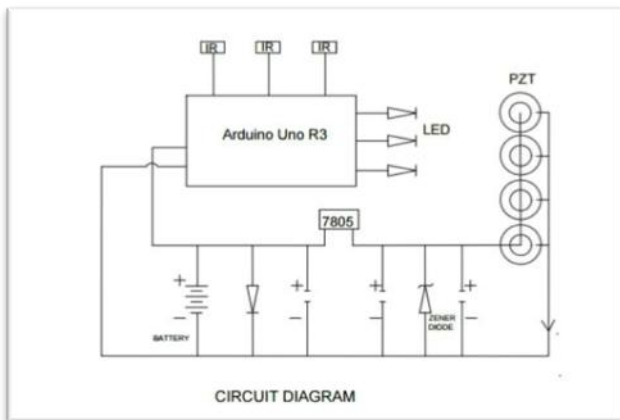 IR IR IR
PZT
Arduino Uno R3
LED
7805
+ + + +
− − − −
BATTERY
ZENER
DIODE
CIRCUIT DIAGRAM